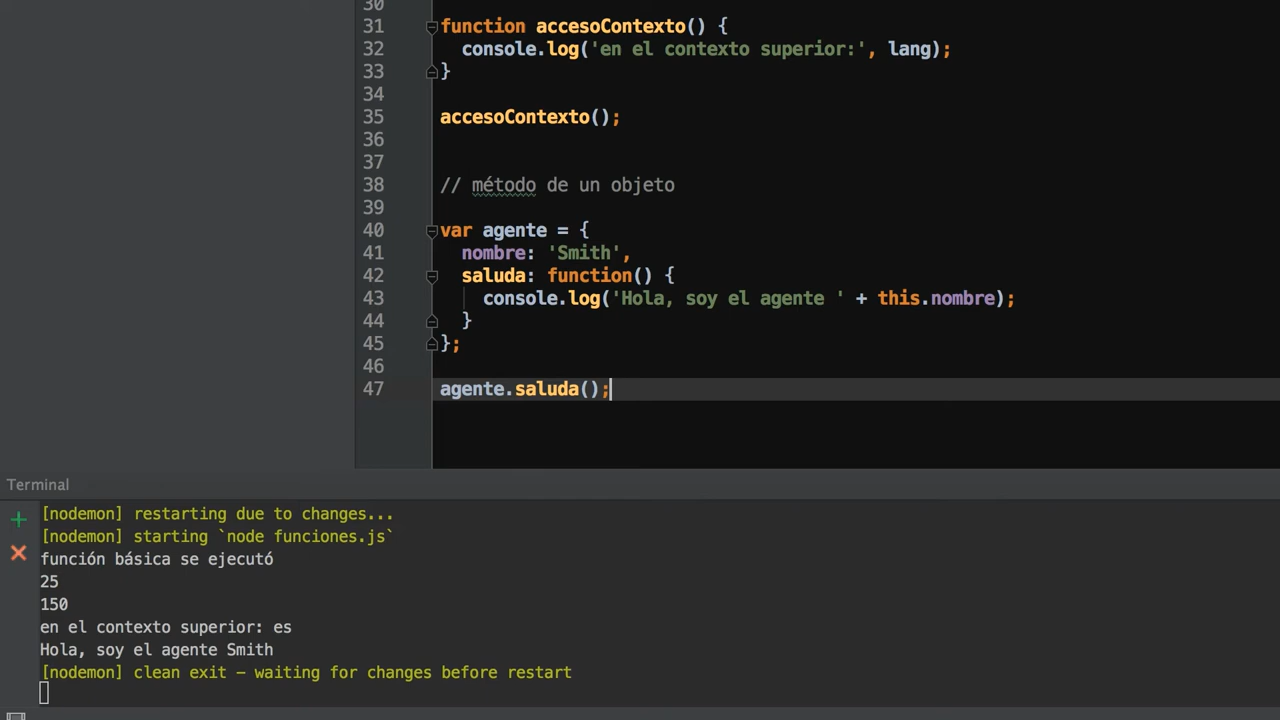 30
31 function accesoContexto() {
32   console.log('en el contexto superior:', lang);
33 }
34
35 accesoContexto();
36
37
38 // método de un objeto
39
40 var agente = {
41   nombre: 'Smith',
42   saluda: function() {
43     console.log('Hola, soy el agente ' + this.nombre);
44   }
45 };
46
47 agente.saluda();
Terminal
[nodemon] restarting due to changes...
[nodemon] starting `node funciones.js`
función básica se ejecutó
25
150
en el contexto superior: es
Hola, soy el agente Smith
[nodemon] clean exit - waiting for changes before restart